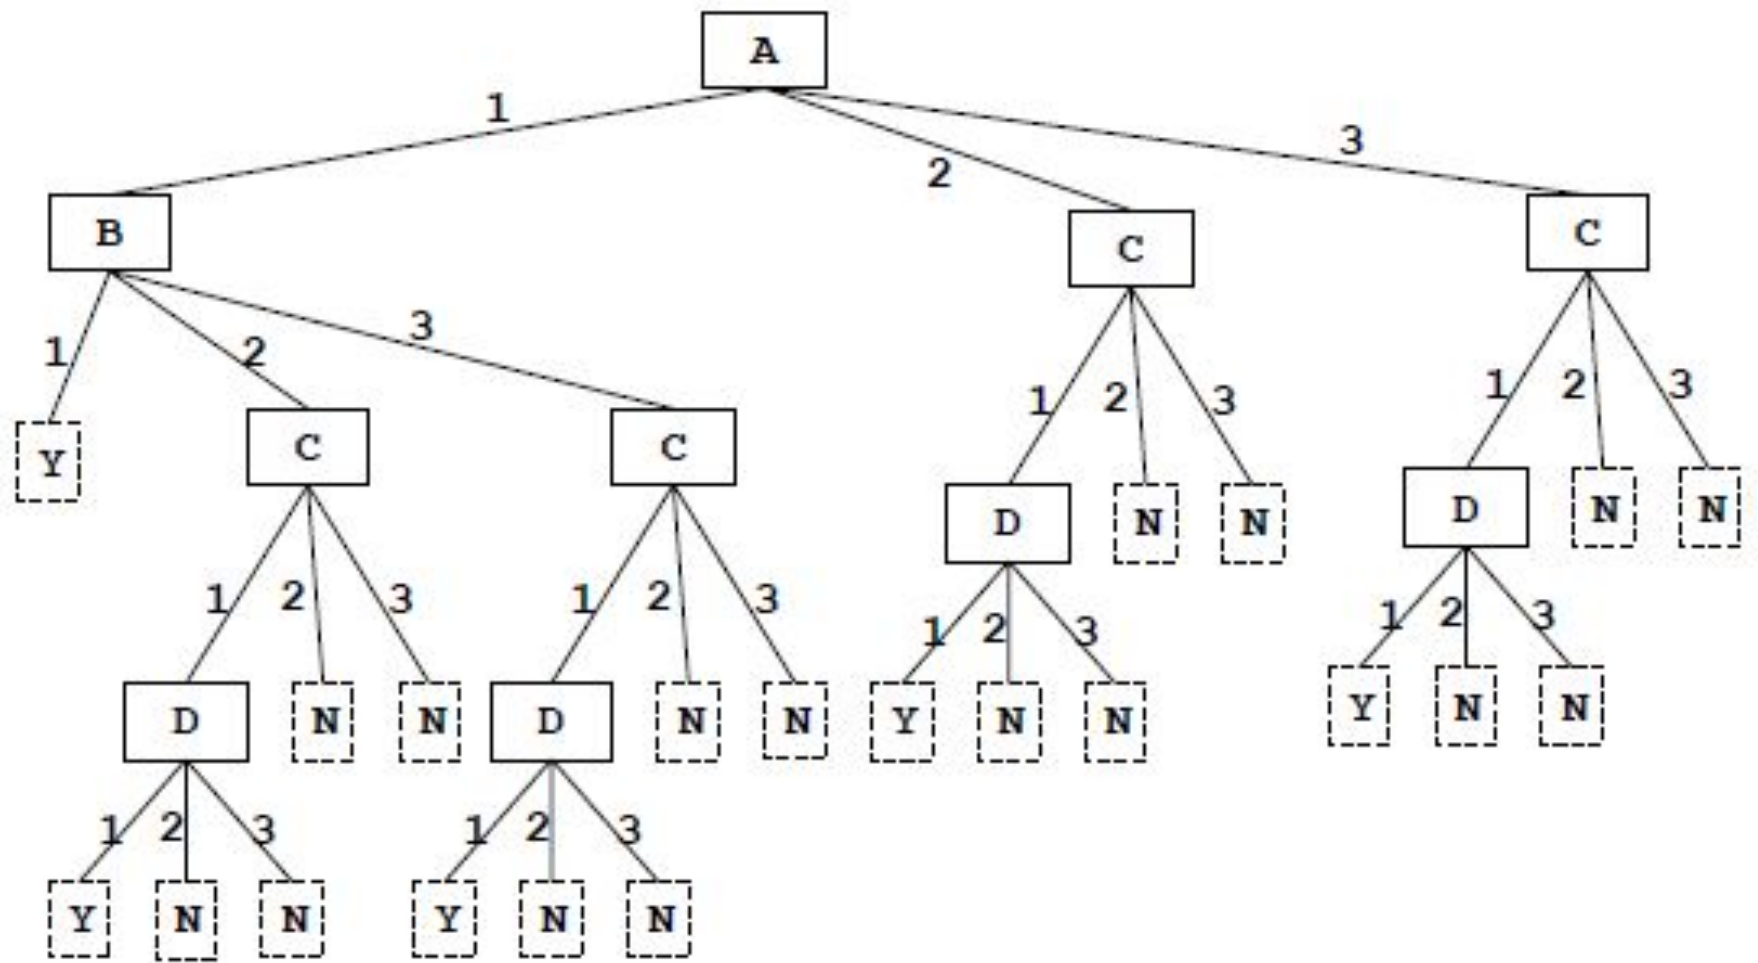 A
1 2 3
B C C
1 2 3 1 2 3 1 2 3
Y C C D N N D N N
1 2 3 1 2 3 1 2 3 1 2 3
D N N D N N Y N N Y N N
1 2 3 1 2 3
Y N N Y N N